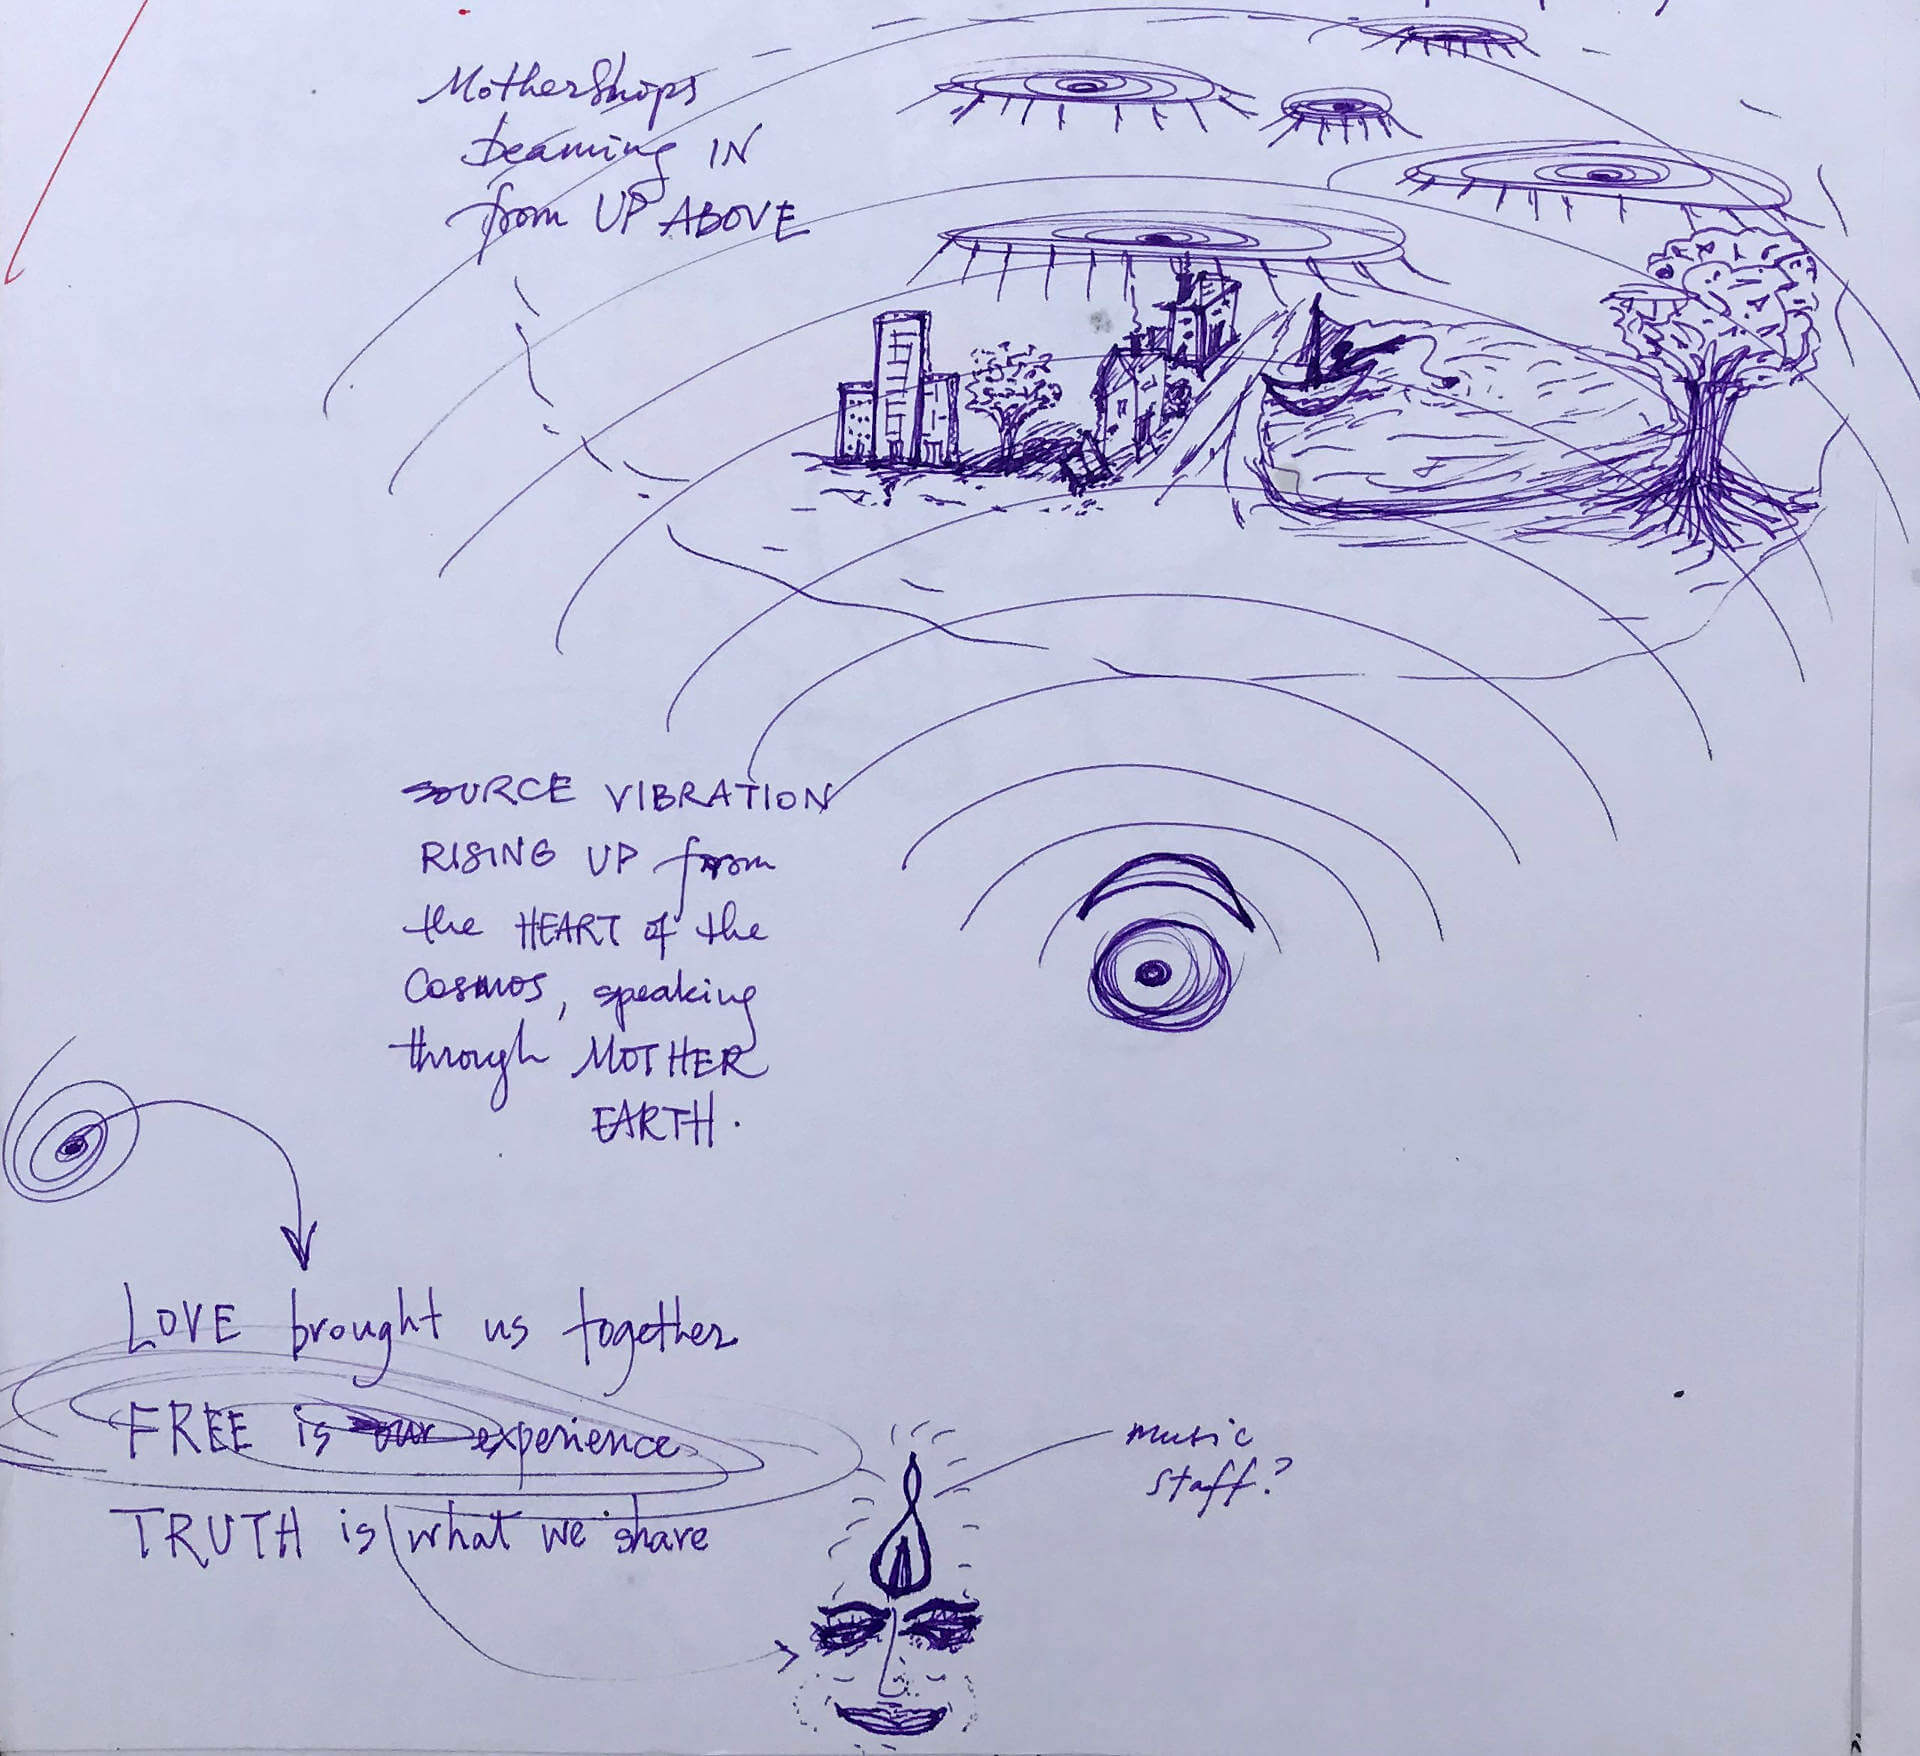 MotherShips
beaming IN
from UP ABOVE
SOURCE VIBRATION
RISING UP from
the HEART of the
Cosmos, speaking
through MOTHER
EARTH.
LOVE brought us together
FREE is our experience
TRUTH is what we share
music
staff?